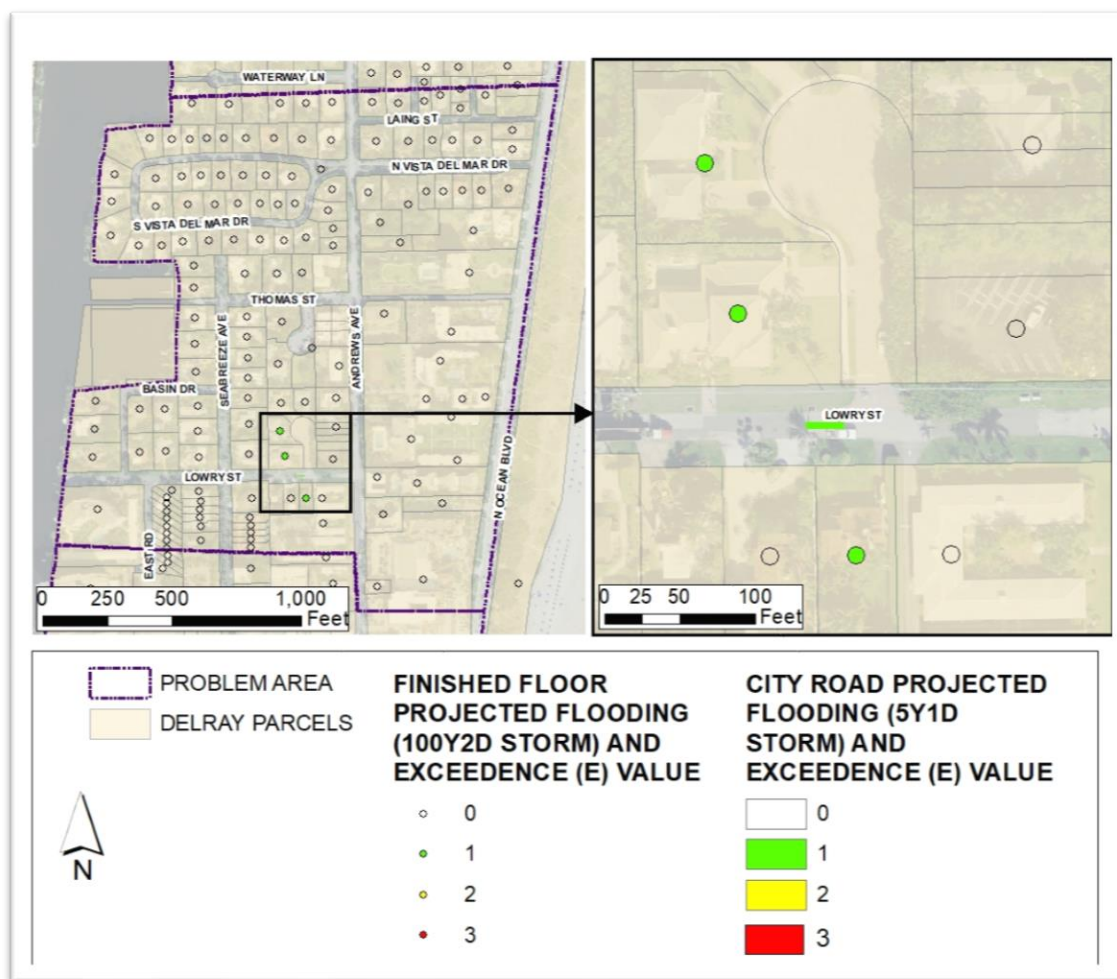 WATERWAY LN
LAING ST
N VISTA DEL MAR DR
S VISTA DEL MAR DR
THOMAS ST
SEABREEZE AVE
ANDREWS AVE
BASIN DR
LOWRY ST
N OCEAN BLVD
EAST RD
0 250 500 1,000
Feet
LOWRY ST
0 25 50 100
Feet
PROBLEM AREA
DELRAY PARCELS
N
FINISHED FLOOR
PROJECTED FLOODING
(100Y2D STORM) AND
EXCEEDENCE (E) VALUE
0
1
2
3
CITY ROAD PROJECTED
FLOODING (5Y1D
STORM) AND
EXCEEDENCE (E) VALUE
0
1
2
3